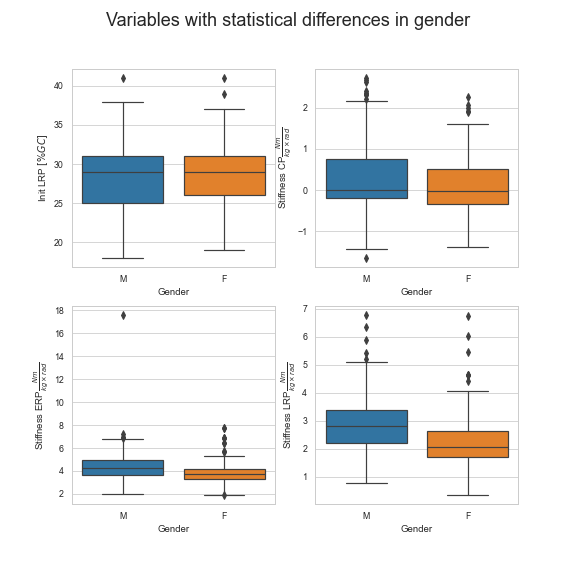 Variables with statistical differences in gender
Init LRP [%GC]
40
35
30
25
20
M F
Gender
Stiffness CP Nm/kg × rad
2
1
0
−1
M F
Gender
Stiffness ERP Nm/kg × rad
18
16
14
12
10
8
6
4
2
M F
Gender
Stiffness LRP Nm/kg × rad
7
6
5
4
3
2
1
M F
Gender